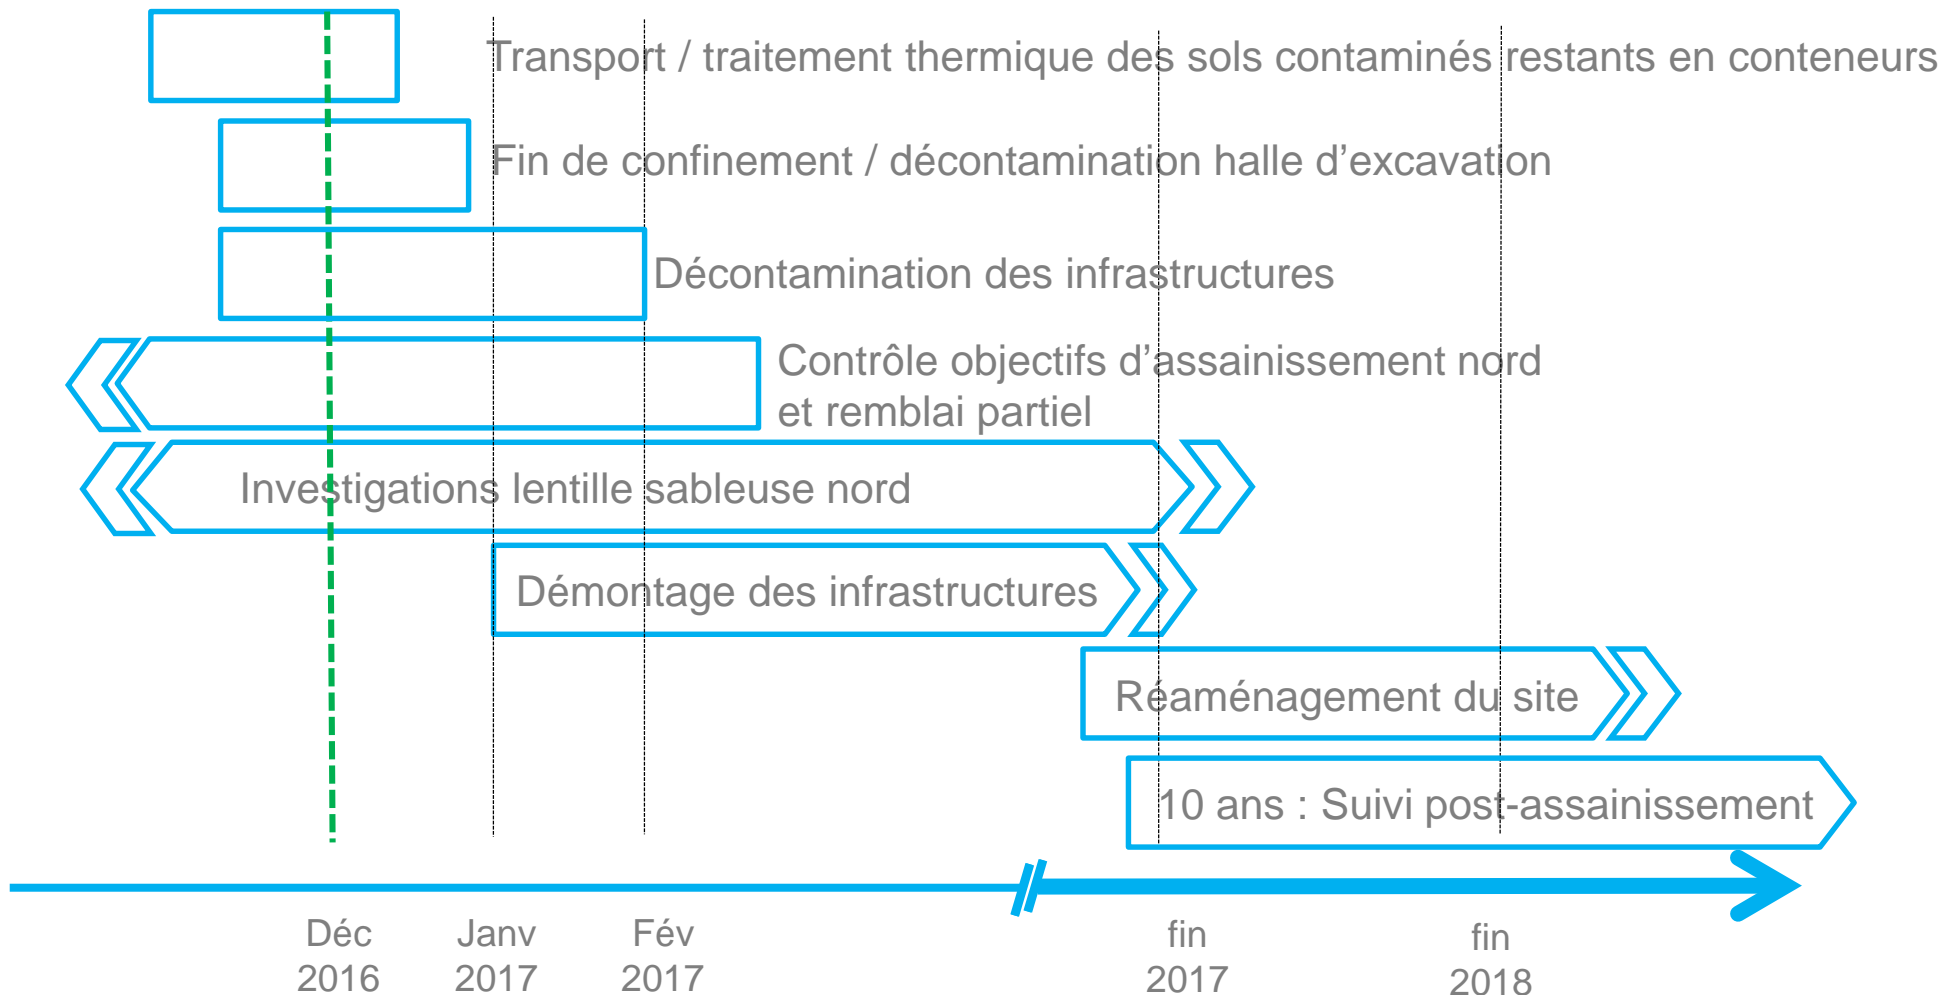 Transport / traitement thermique des sols contaminés restants en conteneurs
Fin de confinement / décontamination halle d’excavation
Décontamination des infrastructures
Contrôle objectifs d’assainissement nord
et remblai partiel
Investigations lentille sableuse nord
Démontage des infrastructures
Réaménagement du site
10 ans : Suivi post-assainissement
Déc
2016
Janv
2017
Fév
2017
fin
2017
fin
2018